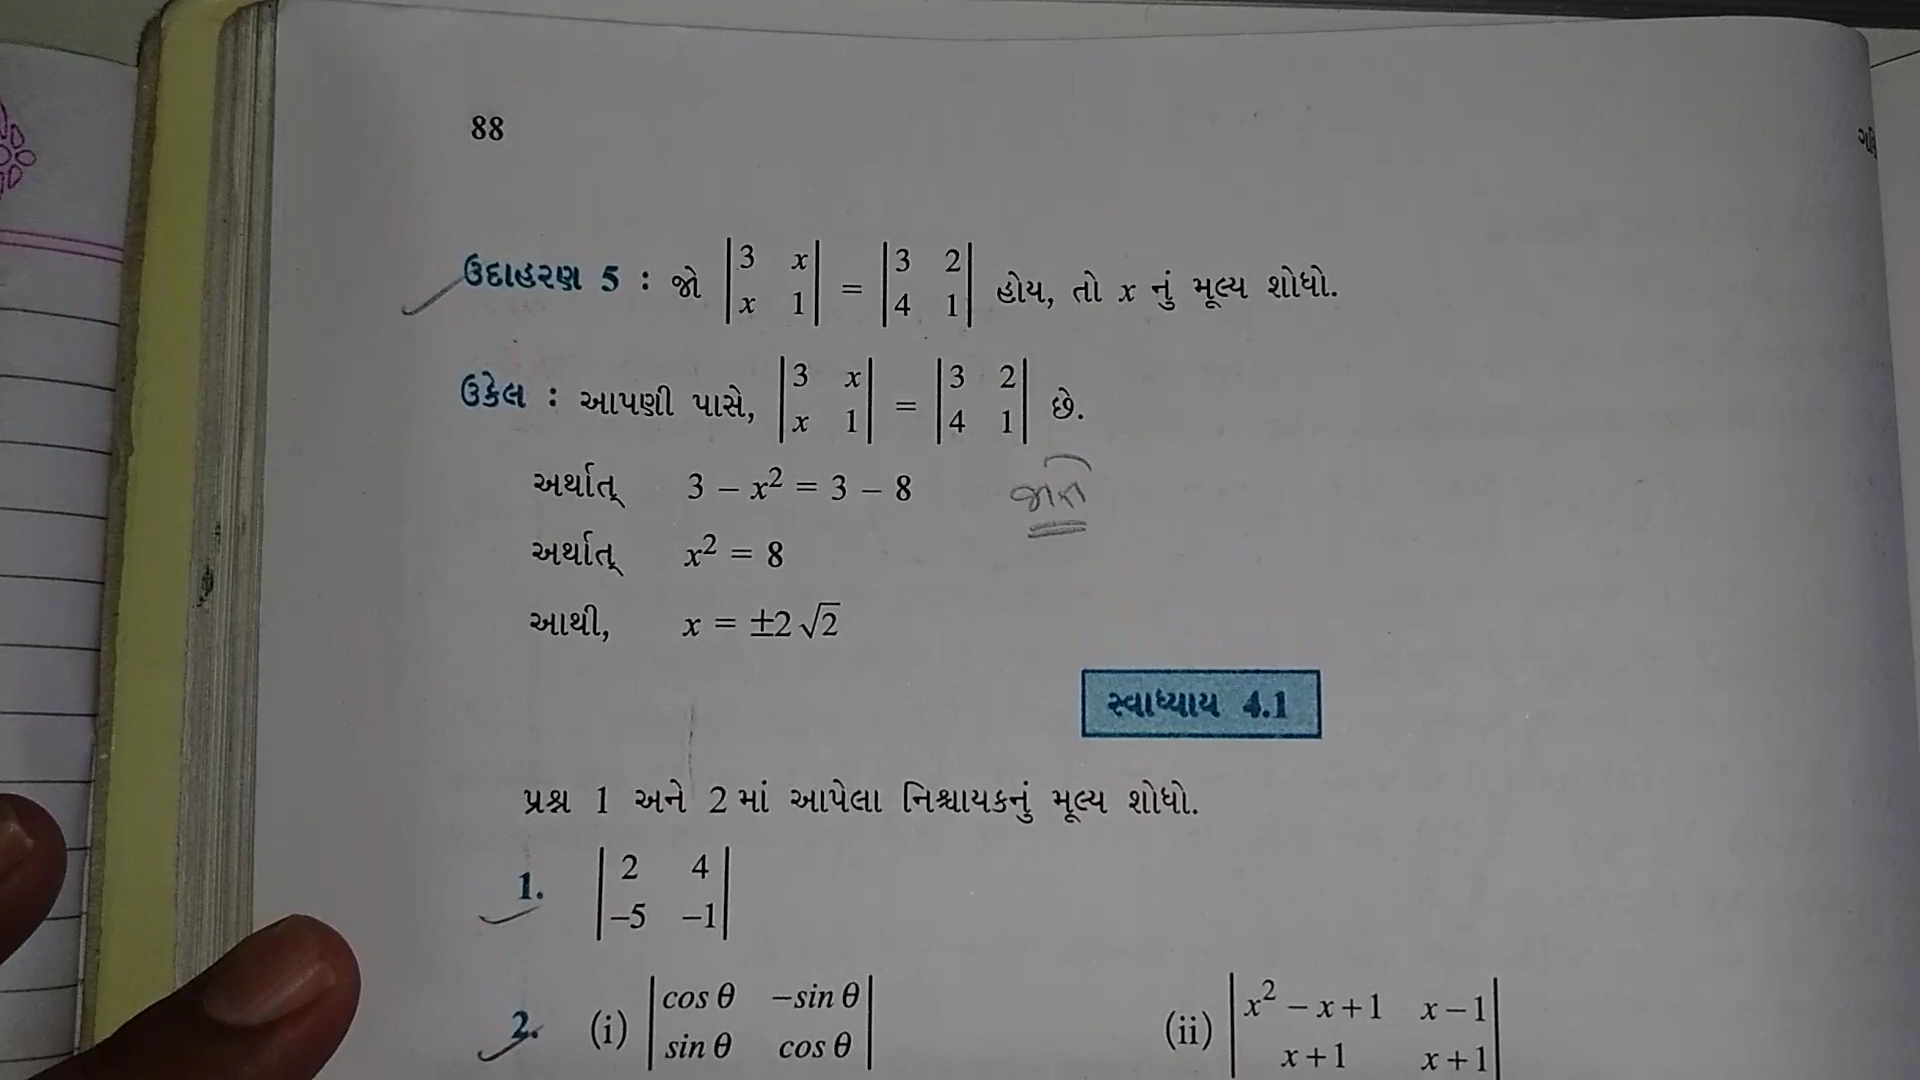 88
ઉદાહરણ 5 : જો |3 x; x 1| = |3 2; 4 1| હોય, તો x નું મૂલ્ય શોધો.
ઉકેલ : આપણી પાસે, |3 x; x 1| = |3 2; 4 1| છે.
અર્થાત્ 3 – x² = 3 – 8
અર્થાત્ x² = 8
આથી, x = ±2√2
સ્વાધ્યાય 4.1
પ્રશ્ન 1 અને 2 માં આપેલા નિશ્ચાયકનું મૂલ્ય શોધો.
1. |2 4; –5 –1|
2. (i) |cos θ –sin θ; sin θ cos θ| (ii) |x² – x + 1 x – 1; x + 1 x + 1|